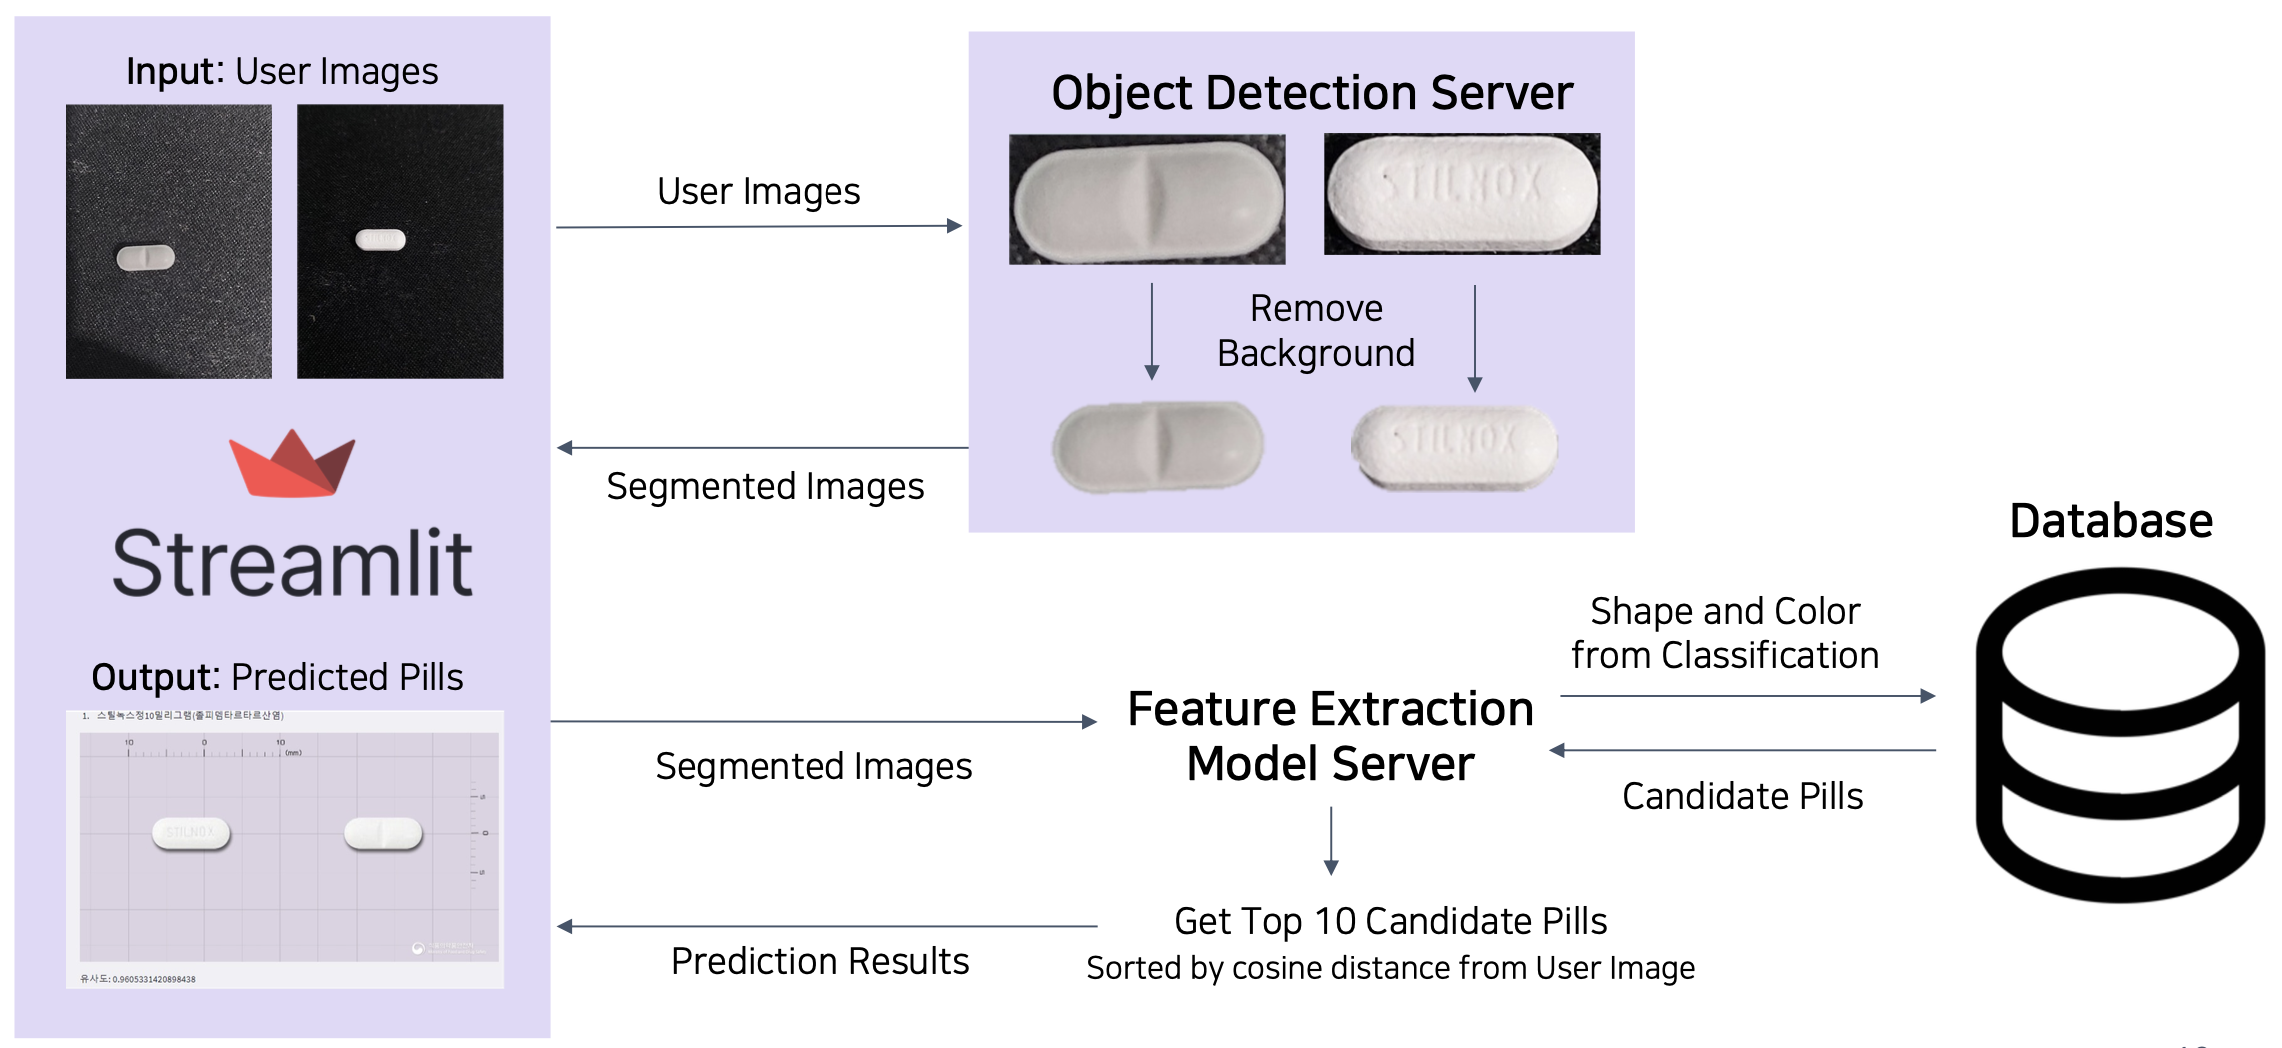 Input: User Images
Streamlit
Output: Predicted Pills
1. 스틸녹스정10밀리그램(졸피뎀타르타르산염)
10 0 10
(mm)
5
0
5
STILNOX
유사도: 0.9605331420898438
User Images
Segmented Images
Object Detection Server
STILNOX
Remove
Background
STILNOX
Segmented Images
Feature Extraction
Model Server
Shape and Color
from Classification
Candidate Pills
Database
Get Top 10 Candidate Pills
Sorted by cosine distance from User Image
Prediction Results